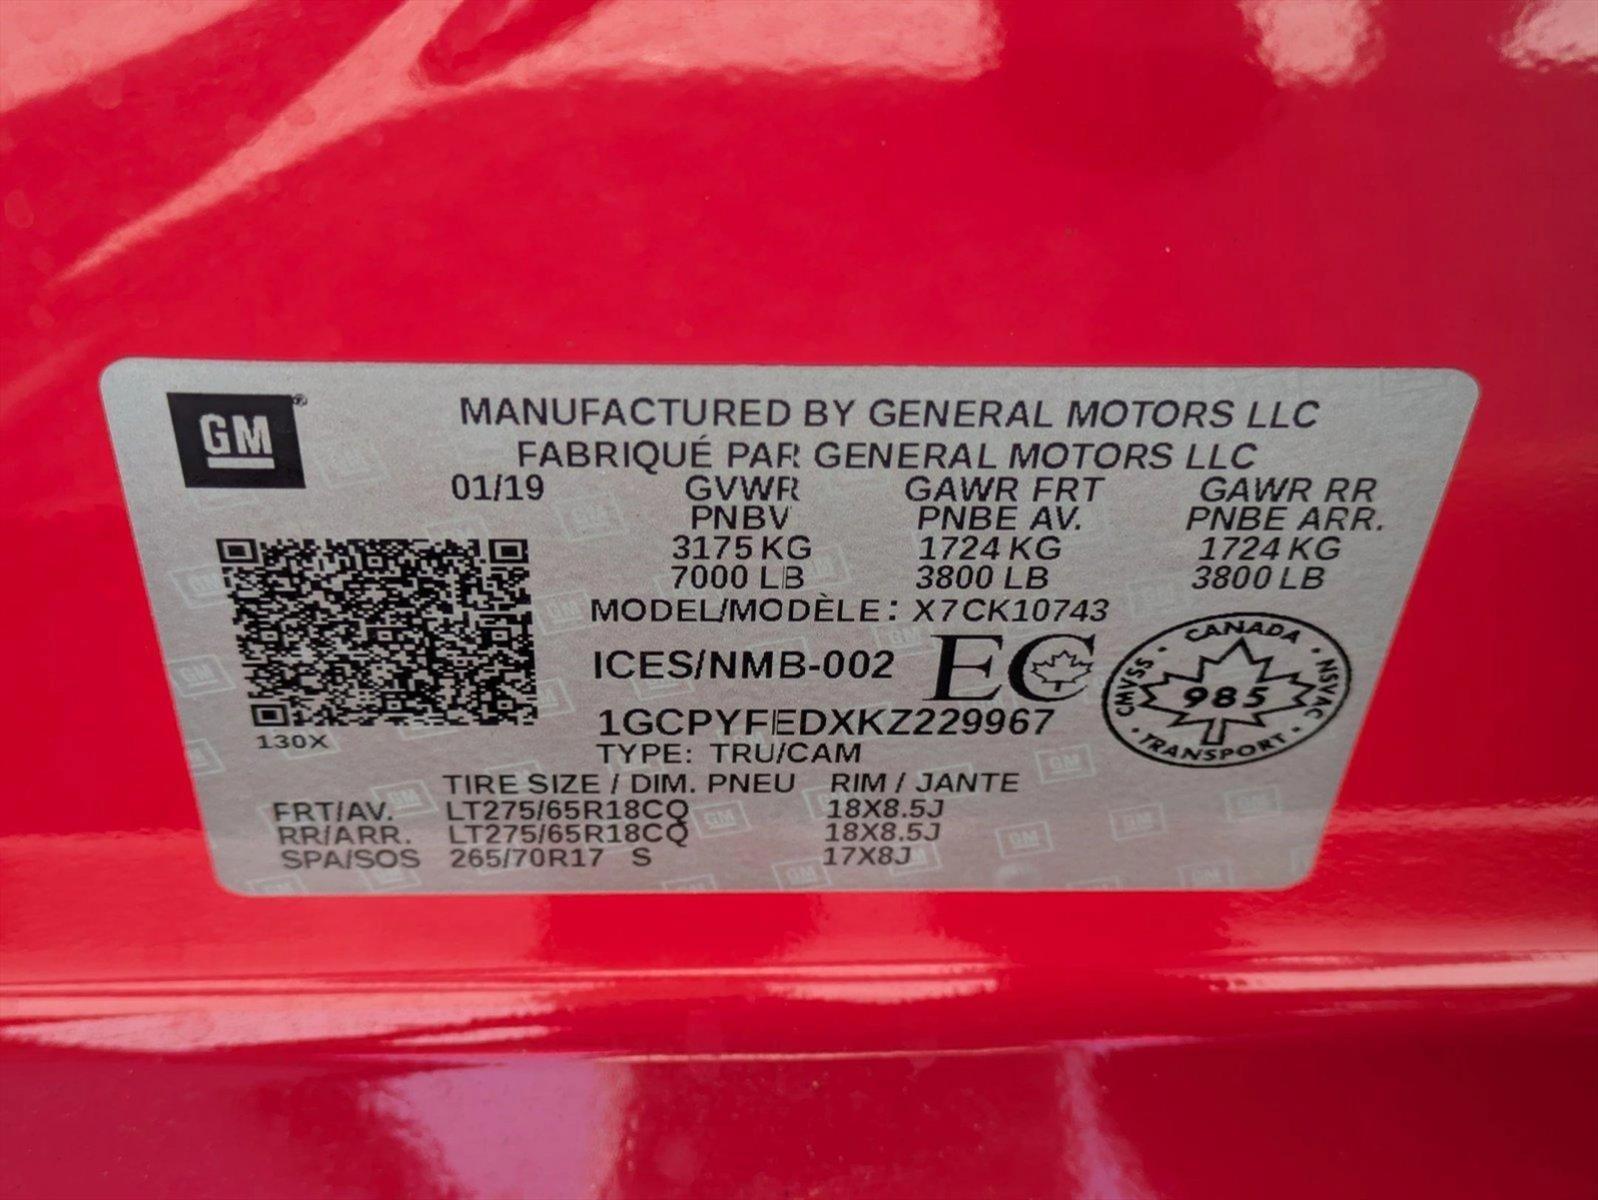 GM
MANUFACTURED BY GENERAL MOTORS LLC
FABRIQUÉ PAR GENERAL MOTORS LLC
01/19 GVWR GAWR FRT GAWR RR
PNBV PNBE AV. PNBE ARR.
3175 KG 1724 KG 1724 KG
7000 LB 3800 LB 3800 LB
MODEL/MODÈLE: X7CK10743
ICES/NMB-002 EC
CANADA
CMVSS 985 NSVAC
TRANSPORT
1GCPYFEDXKZ229967
130X
TYPE: TRU/CAM
TIRE SIZE / DIM. PNEU RIM / JANTE
FRT/AV. LT275/65R18CQ 18X8.5J
RR/ARR. LT275/65R18CQ 18X8.5J
SPA/SOS 265/70R17 S 17X8J